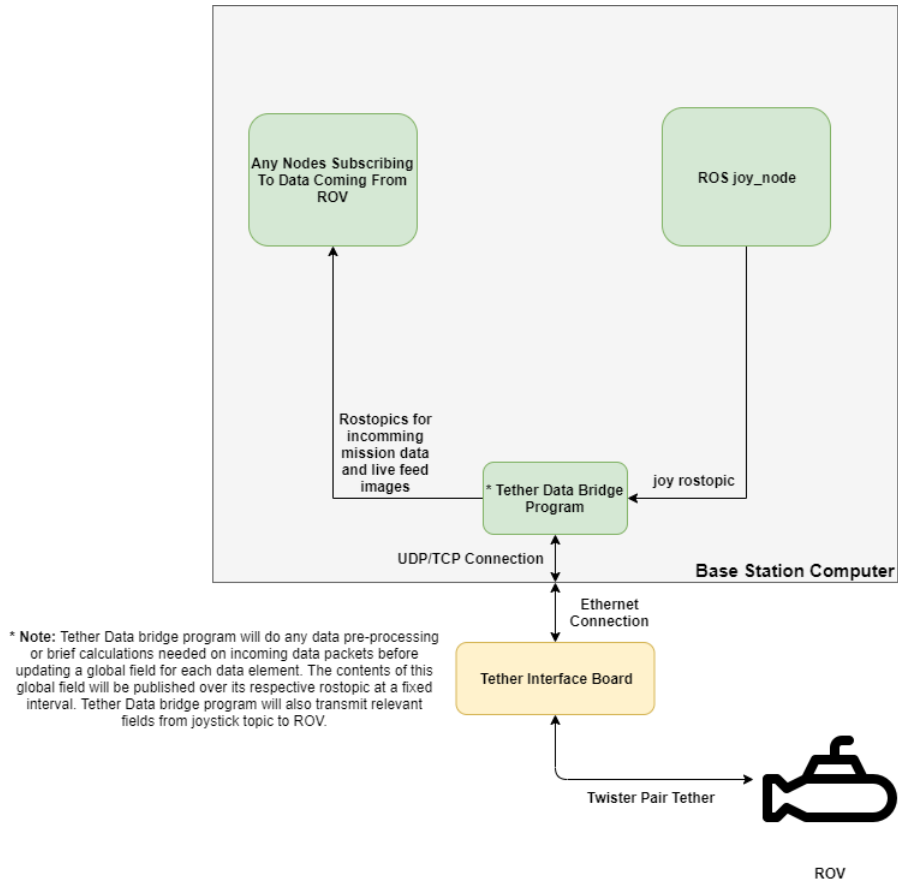 Any Nodes Subscribing
To Data Coming From
ROV
ROS joy_node
Rostopics for
incomming
mission data
and live feed
images
* Tether Data Bridge
Program
joy rostopic
UDP/TCP Connection
Base Station Computer
Ethernet
Connection
* Note: Tether Data bridge program will do any data pre-processing
or brief calculations needed on incoming data packets before
updating a global field for each data element. The contents of this
global field will be published over its respective rostopic at a fixed
interval. Tether Data bridge program will also transmit relevant
fields from joystick topic to ROV.
Tether Interface Board
Twister Pair Tether
ROV